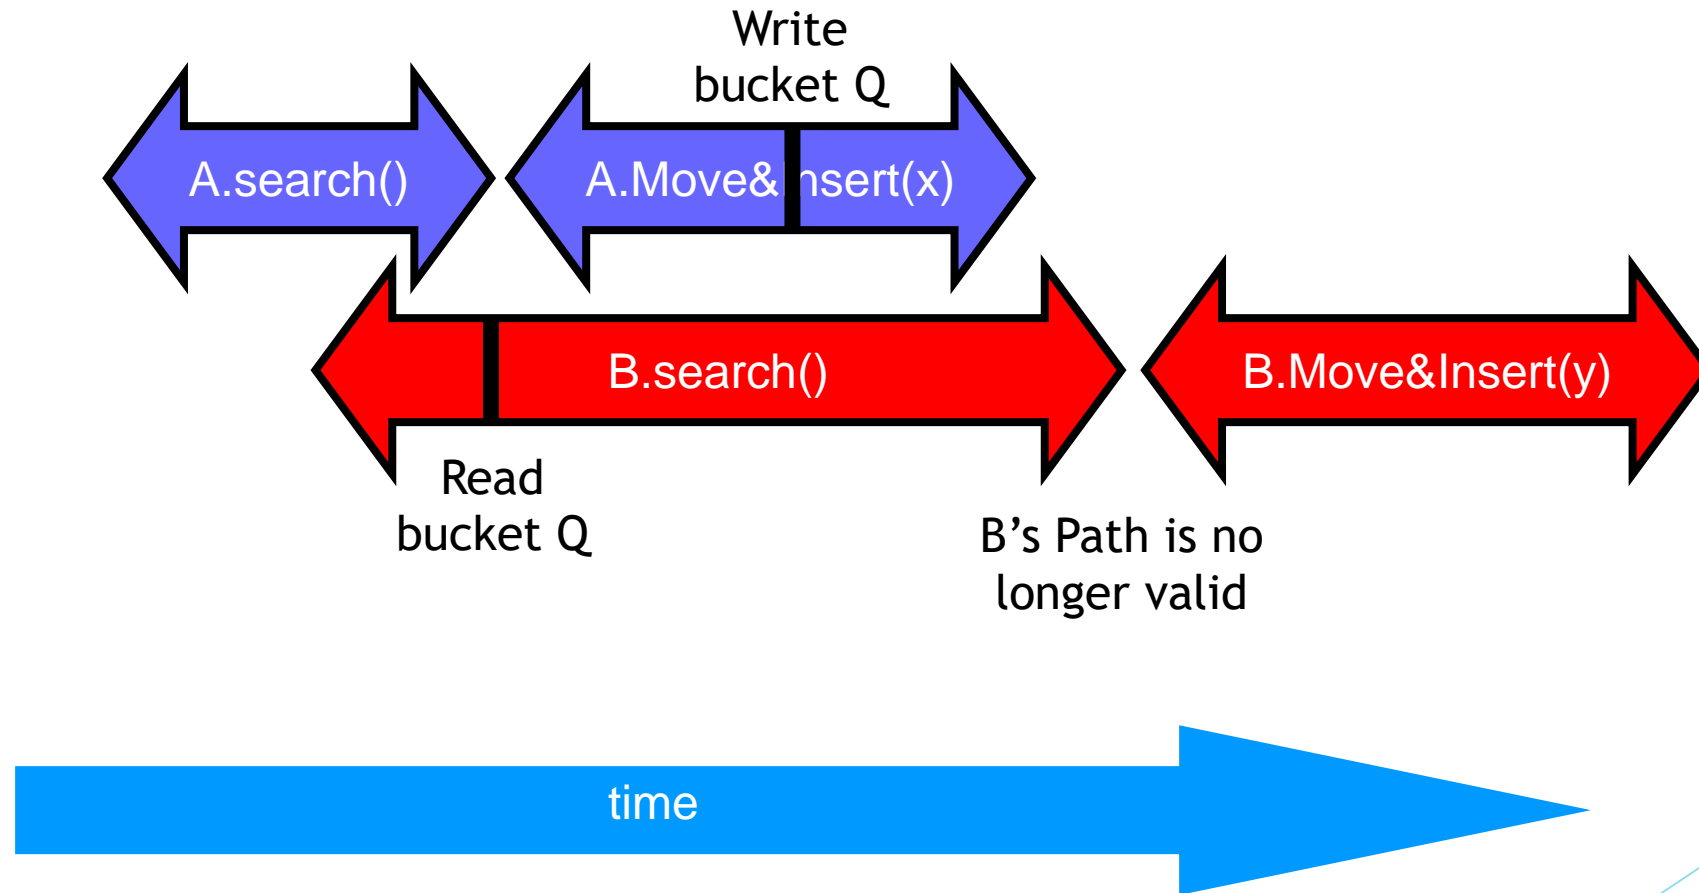 Write
bucket Q
A.search()
A.Move&Insert(x)
B.search()
B.Move&Insert(y)
Read
bucket Q
B’s Path is no
longer valid
time